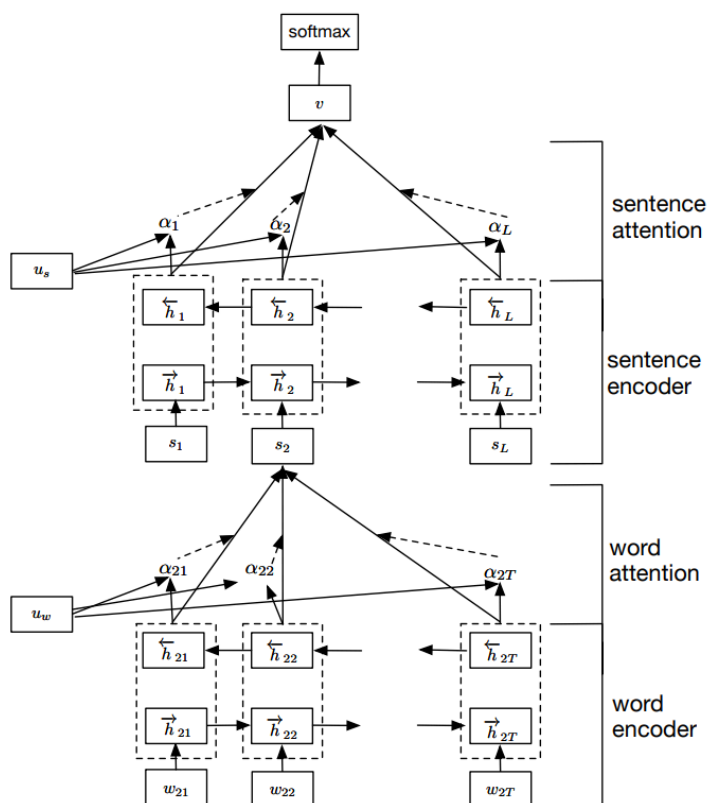 softmax
v
sentence attention
α1 α2 αL
us
←h1 ←h2 ←hL
sentence encoder
→h1 →h2 →hL
s1 s2 sL
word attention
α21 α22 α2T
uw
←h21 ←h22 ←h2T
word encoder
→h21 →h22 →h2T
w21 w22 w2T